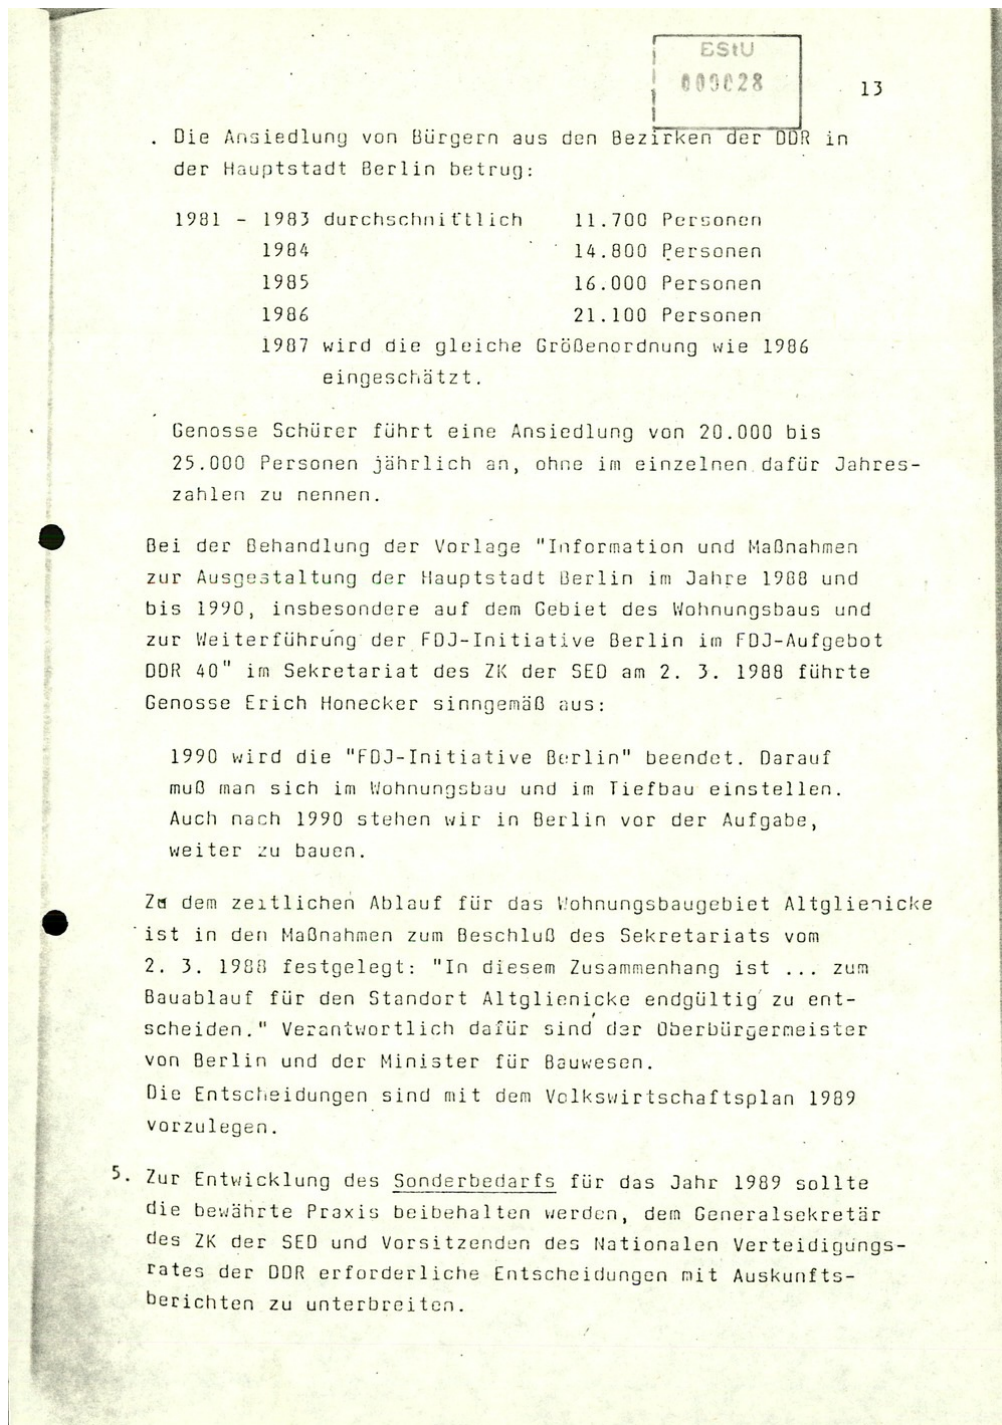 BStU
000028
13
. Die Ansiedlung von Bürgern aus den Bezirken der DDR in
der Hauptstadt Berlin betrug:
1981 - 1983 durchschnittlich 11.700 Personen
1984 14.800 Personen
1985 16.000 Personen
1986 21.100 Personen
1987 wird die gleiche Größenordnung wie 1986
eingeschätzt.
Genosse Schürer führt eine Ansiedlung von 20.000 bis
25.000 Personen jährlich an, ohne im einzelnen dafür Jahres-
zahlen zu nennen.
Bei der Behandlung der Vorlage "Information und Maßnahmen
zur Ausgestaltung der Hauptstadt Berlin im Jahre 1988 und
bis 1990, insbesondere auf dem Gebiet des Wohnungsbaus und
zur Weiterführung der FDJ-Initiative Berlin im FDJ-Aufgebot
DDR 40" im Sekretariat des ZK der SED am 2. 3. 1988 führte
Genosse Erich Honecker sinngemäß aus:
1990 wird die "FDJ-Initiative Berlin" beendet. Darauf
muß man sich im Wohnungsbau und im Tiefbau einstellen.
Auch nach 1990 stehen wir in Berlin vor der Aufgabe,
weiter zu bauen.
Zu dem zeitlichen Ablauf für das Wohnungsbaugebiet Altglienicke
ist in den Maßnahmen zum Beschluß des Sekretariats vom
2. 3. 1988 festgelegt: "In diesem Zusammenhang ist ... zum
Bauablauf für den Standort Altglienicke endgültig zu ent-
scheiden." Verantwortlich dafür sind der Oberbürgermeister
von Berlin und der Minister für Bauwesen.
Die Entscheidungen sind mit dem Volkswirtschaftsplan 1989
vorzulegen.
5. Zur Entwicklung des Sonderbedarfs für das Jahr 1989 sollte
die bewährte Praxis beibehalten werden, dem Generalsekretär
des ZK der SED und Vorsitzenden des Nationalen Verteidigungs-
rates der DDR erforderliche Entscheidungen mit Auskunfts-
berichten zu unterbreiten.